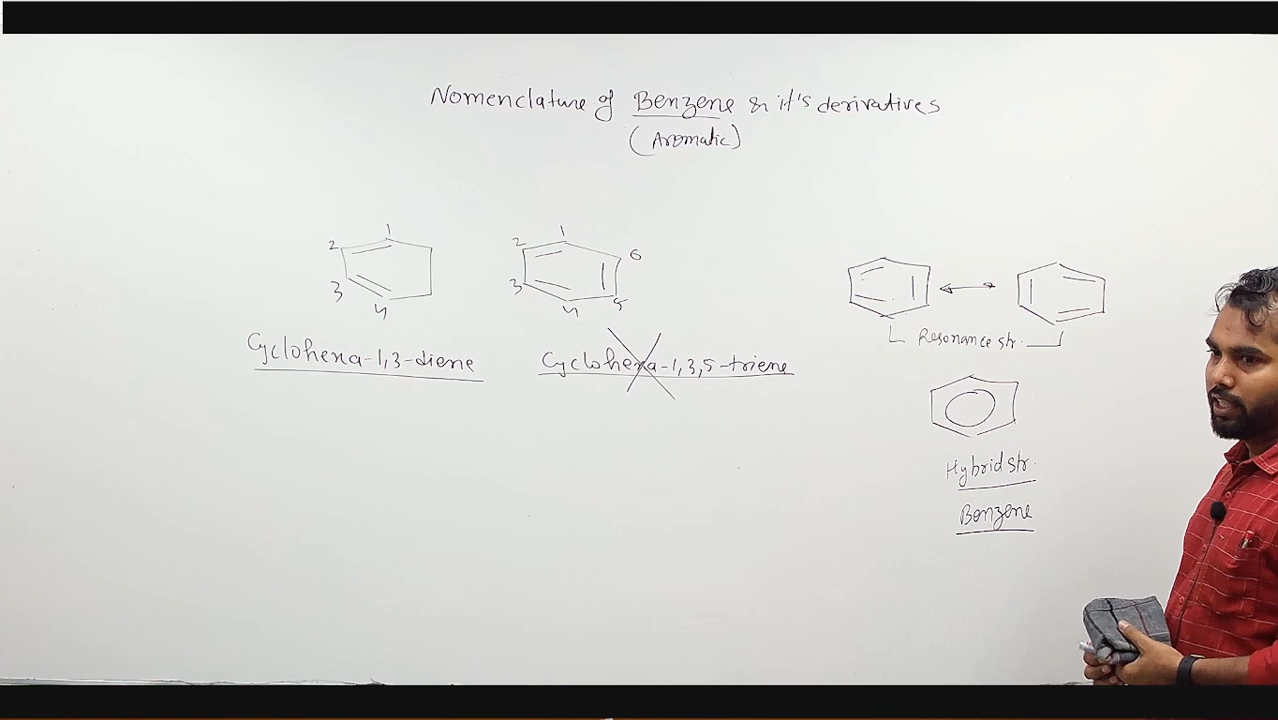 Nomenclature of Benzene & it's derivatives
(Aromatic)
1
2
3
4
Cyclohexa-1,3-diene
1
2
6
3
4
5
Cyclohexa-1,3,5-triene
Resonance str.
Hybrid str.
Benzene